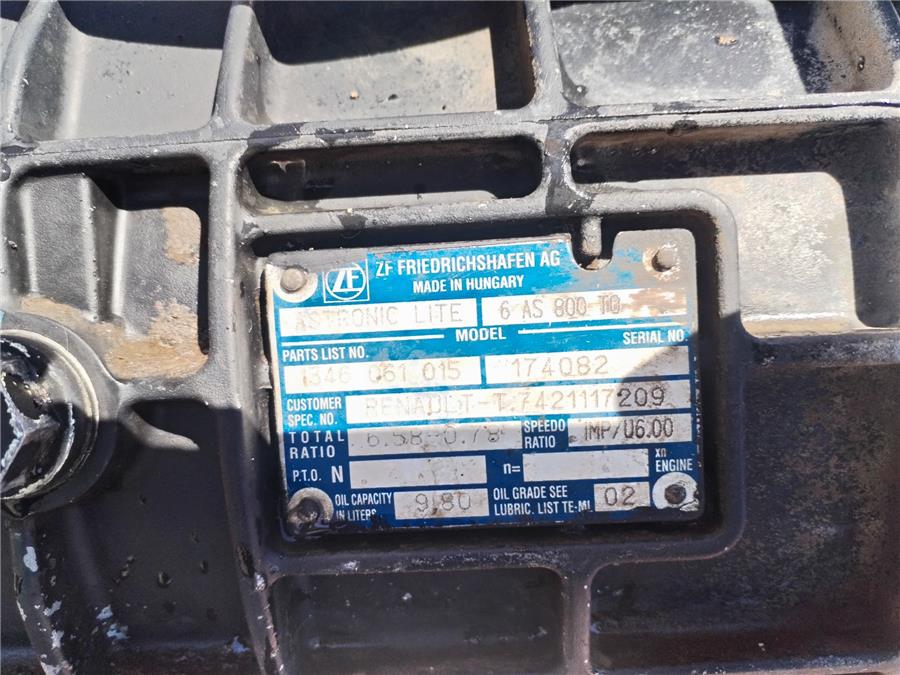 ZF ZF FRIEDRICHSHAFEN AG
MADE IN HUNGARY
ASTRONIC LITE 6 AS 800 TO
MODEL
PARTS LIST NO. SERIAL NO.
1346 061 015 174082
CUSTOMER SPEC. NO. RENAULT-T.7421117209
TOTAL RATIO 6.58-0.78 SPEEDO RATIO IMP/U6.00
P.T.O. N n= xn ENGINE
OIL CAPACITY IN LITERS 9,80 OIL GRADE SEE LUBRIC. LIST TE-ML 02